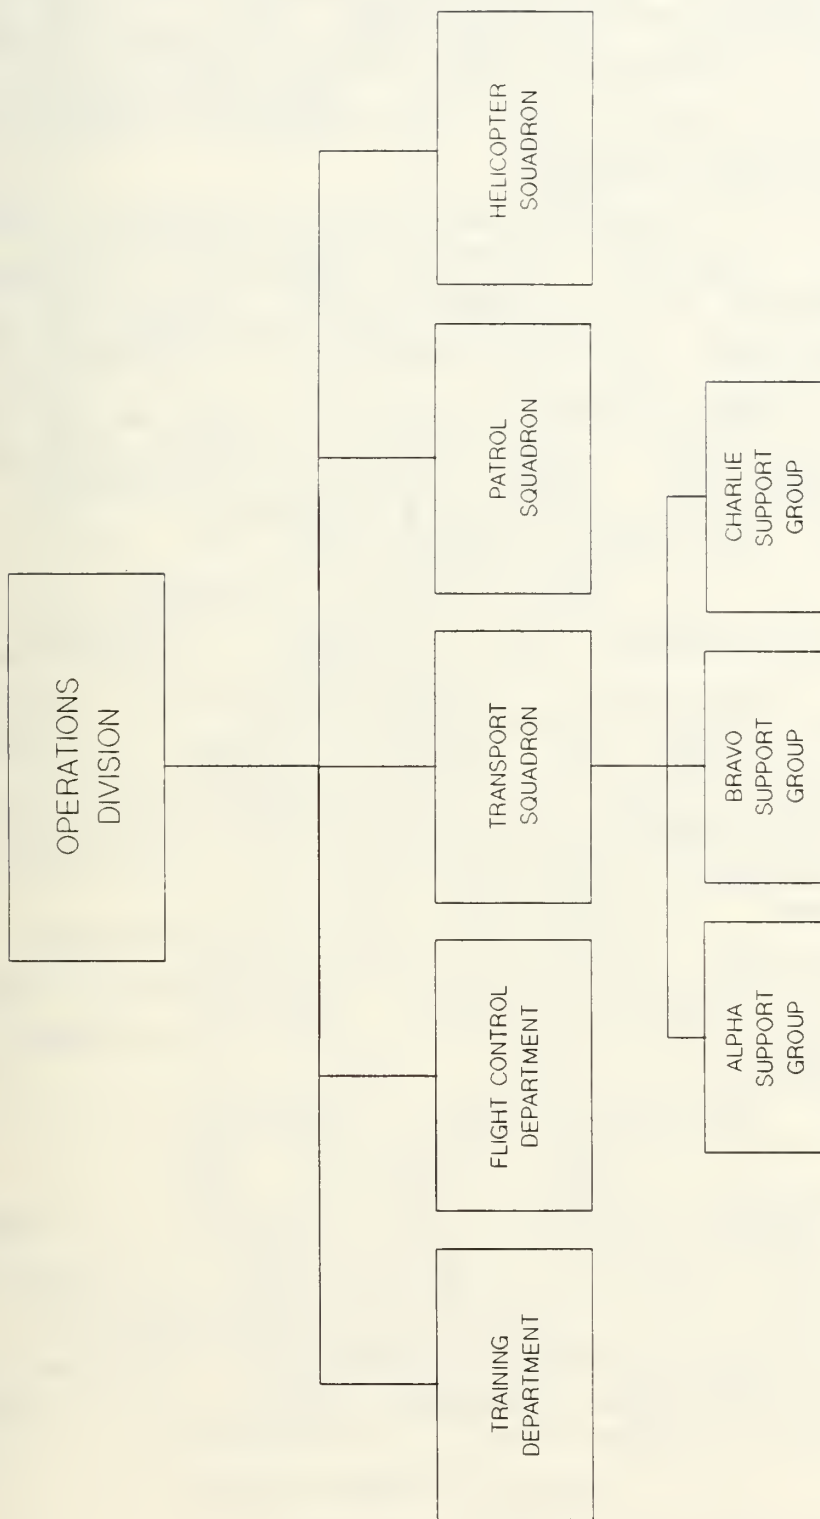 OPERATIONS
DIVISION
TRAINING
DEPARTMENT
FLIGHT CONTROL
DEPARTMENT
TRANSPORT
SQUADRON
PATROL
SQUADRON
HELICOPTER
SQUADRON
ALPHA
SUPPORT
GROUP
BRAVO
SUPPORT
GROUP
CHARLIE
SUPPORT
GROUP